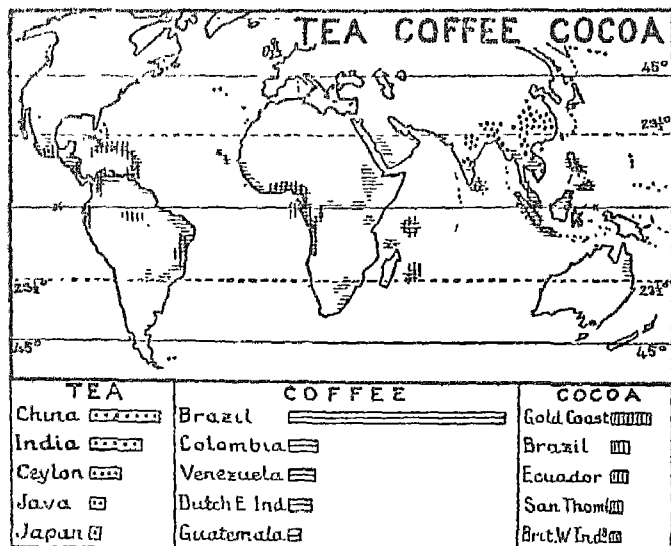 TEA COFFEE COCOA
45°
23½°
23½°
23½°
45°
45°
TEA
China
India
Ceylon
Java
Japan
COFFEE
Brazil
Colombia
Venezuela
Dutch E Ind.
Guatemala
COCOA
Gold Coast
Brazil
Ecuador
San Thomé
Brit. W Inds